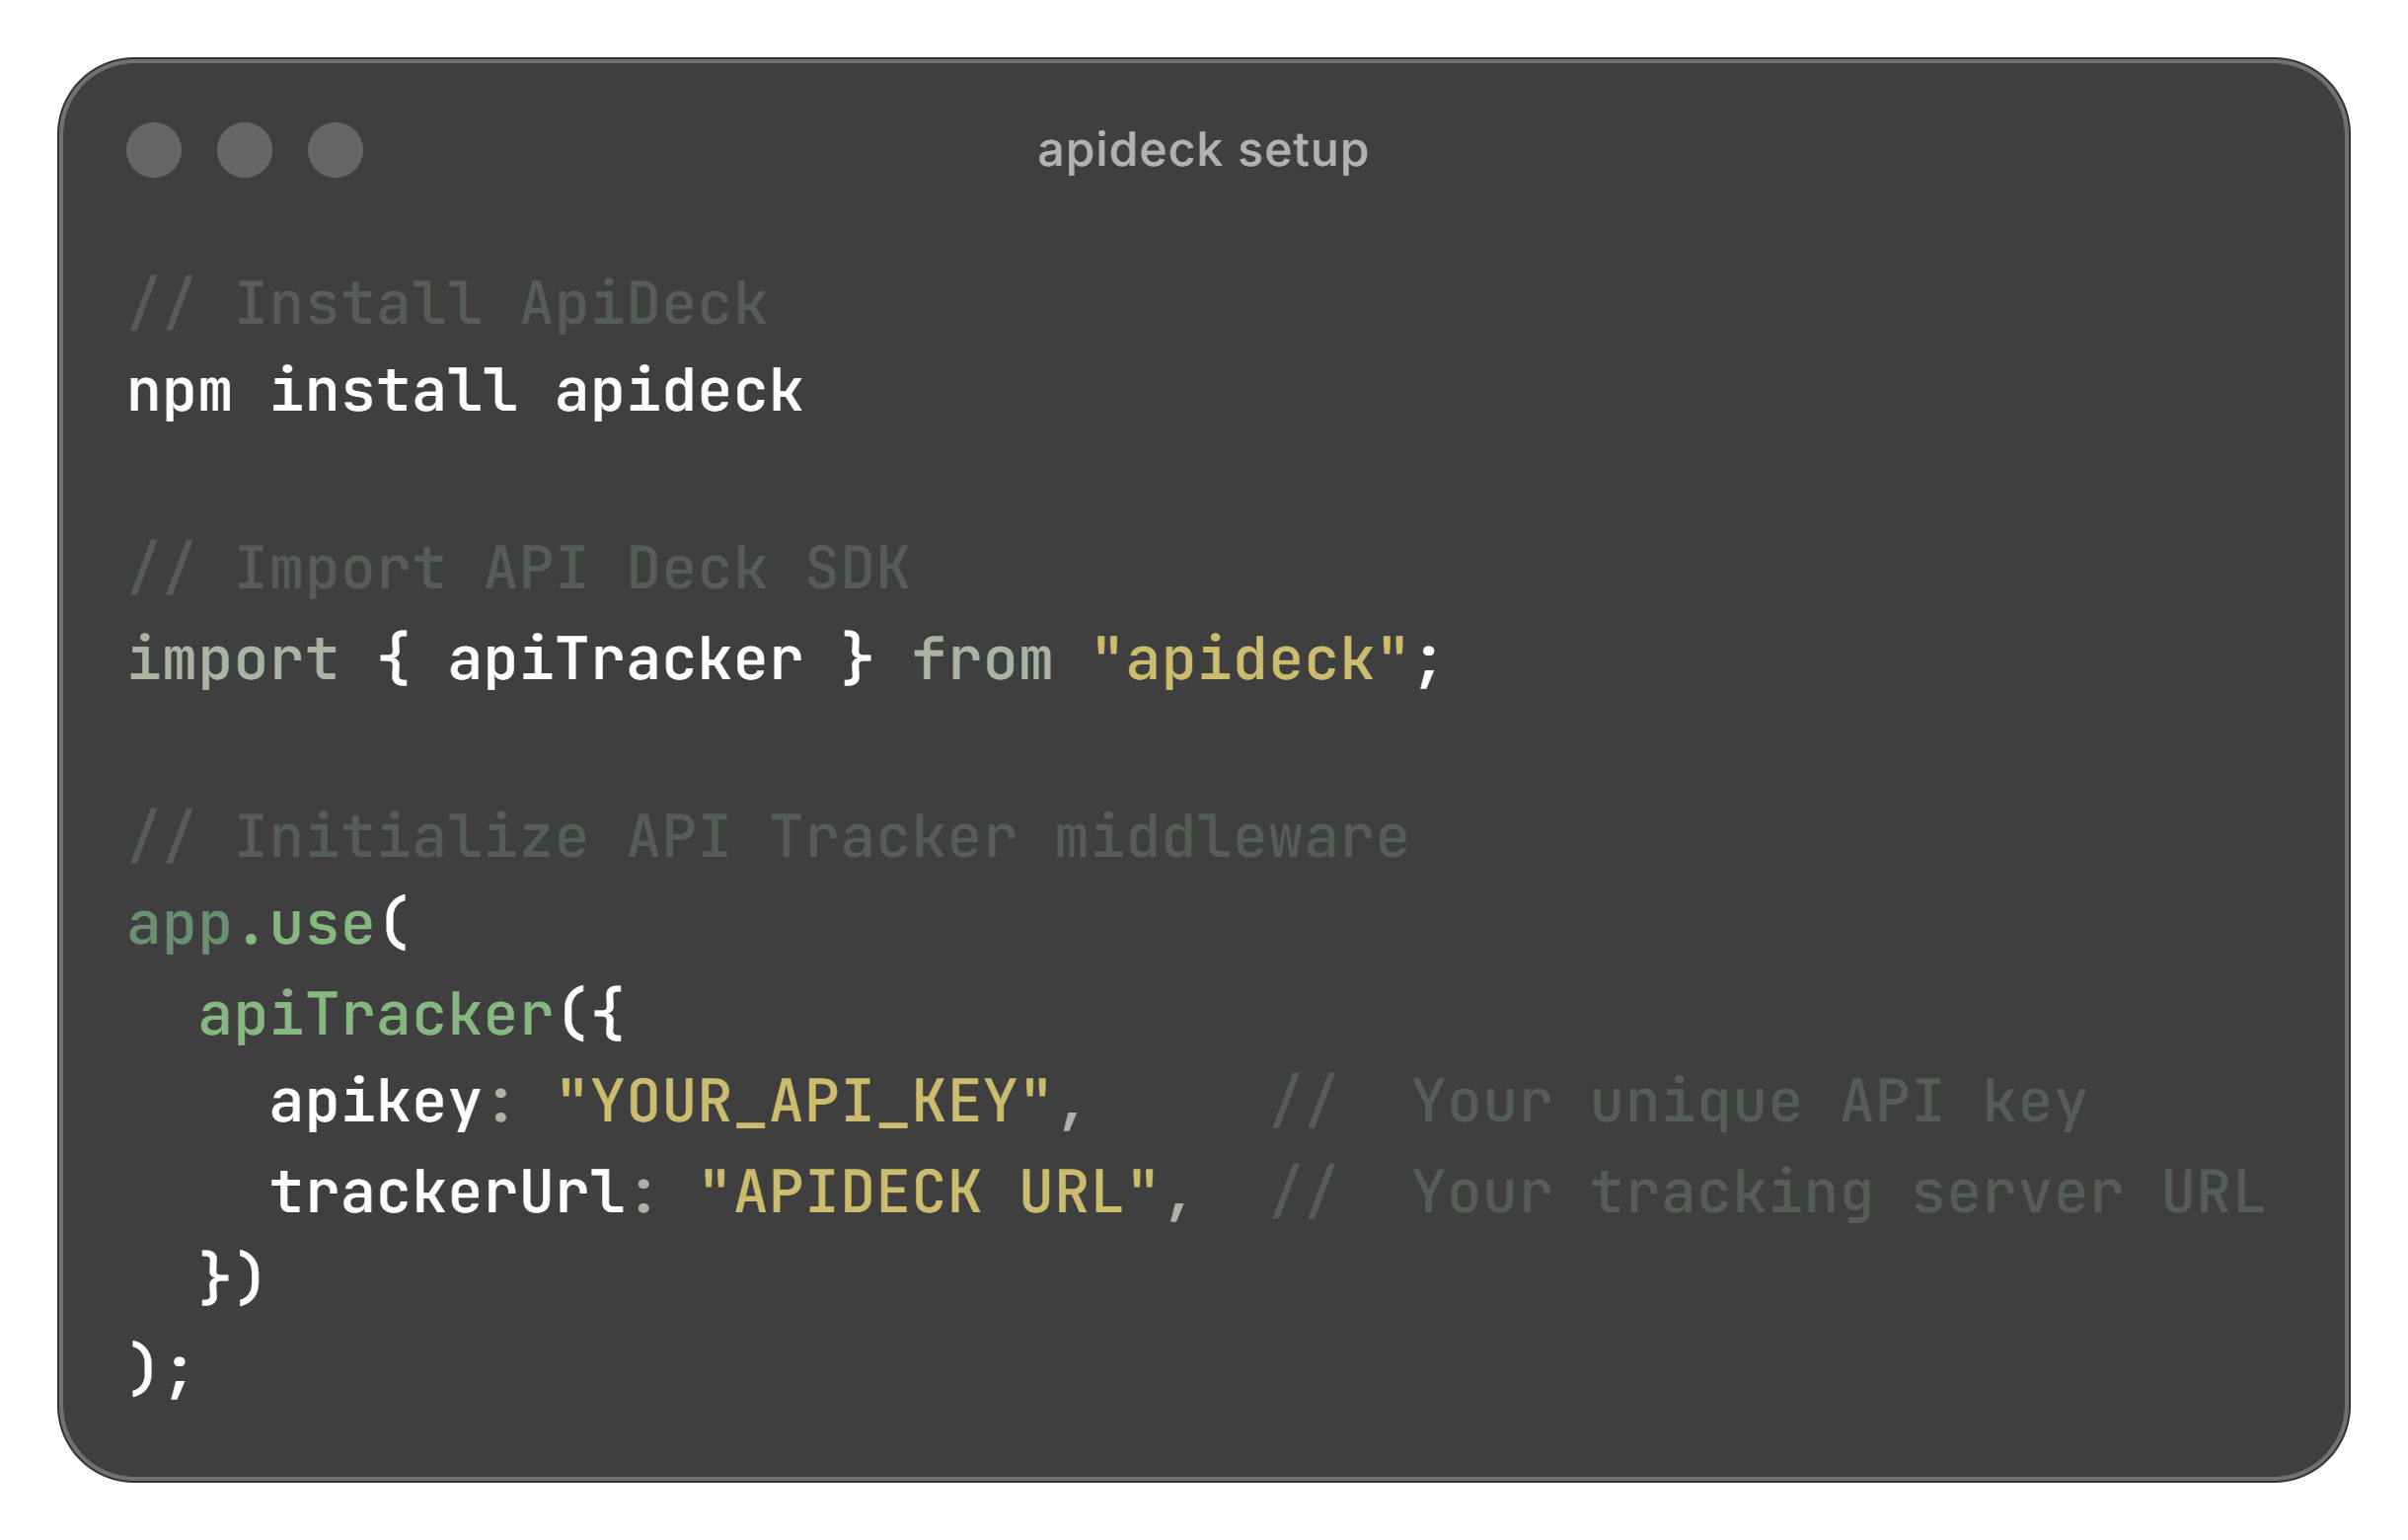 apideck setup
// Install ApiDeck
npm install apideck
// Import API Deck SDK
import { apiTracker } from "apideck";
// Initialize API Tracker middleware
app.use(
  apiTracker({
    apikey: "YOUR_API_KEY",     //  Your unique API key
    trackerUrl: "APIDECK URL",  //  Your tracking server URL
  })
);